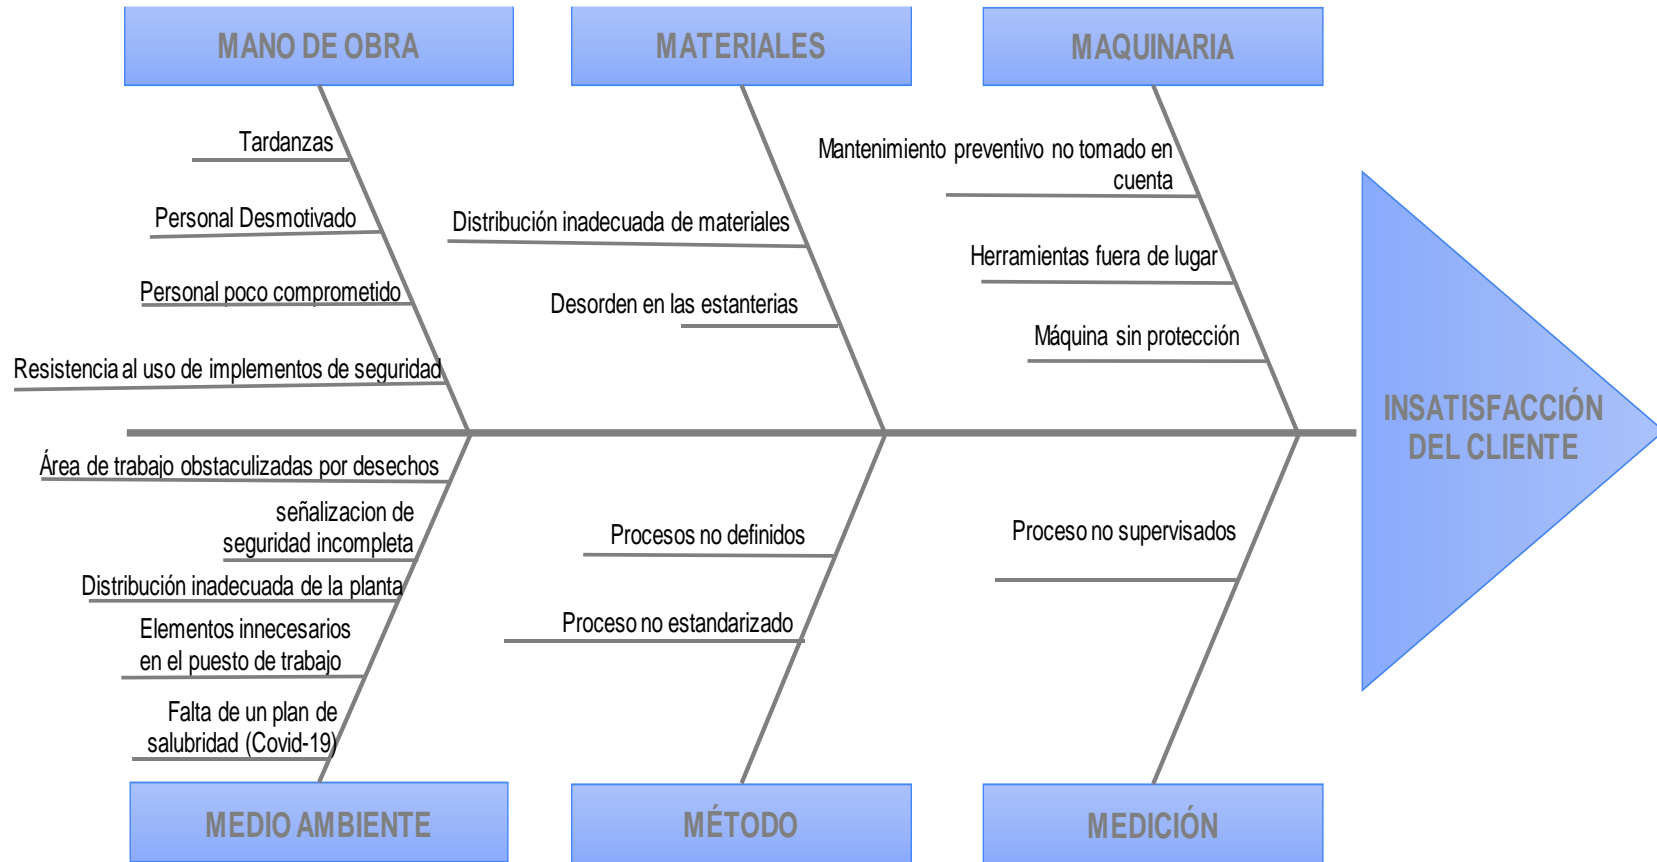 MANO DE OBRA
MATERIALES
MAQUINARIA
Tardanzas
Personal Desmotivado
Personal poco comprometido
Resistencia al uso de implementos de seguridad
Distribución inadecuada de materiales
Desorden en las estanterias
Mantenimiento preventivo no tomado en
cuenta
Herramientas fuera de lugar
Máquina sin protección
INSATISFACCIÓN
DEL CLIENTE
Área de trabajo obstaculizadas por desechos
señalizacion de
seguridad incompleta
Distribución inadecuada de la planta
Elementos innecesarios
en el puesto de trabajo
Falta de un plan de
salubridad (Covid-19)
Procesos no definidos
Proceso no estandarizado
Proceso no supervisados
MEDIO AMBIENTE
MÉTODO
MEDICIÓN